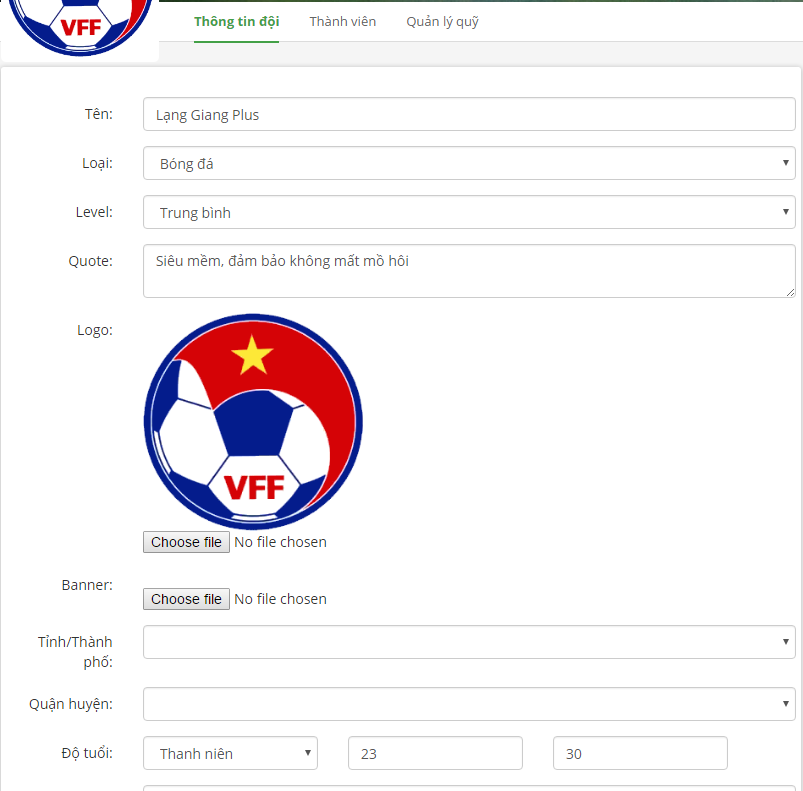 VFF
Thông tin đội Thành viên Quản lý quỹ
Tên: Lạng Giang Plus
Loại: Bóng đá
Level: Trung bình
Quote: Siêu mềm, đảm bảo không mất mồ hôi
Logo:
VFF
Choose file No file chosen
Banner:
Choose file No file chosen
Tỉnh/Thành
phố:
Quận huyện:
Độ tuổi: Thanh niên 23 30